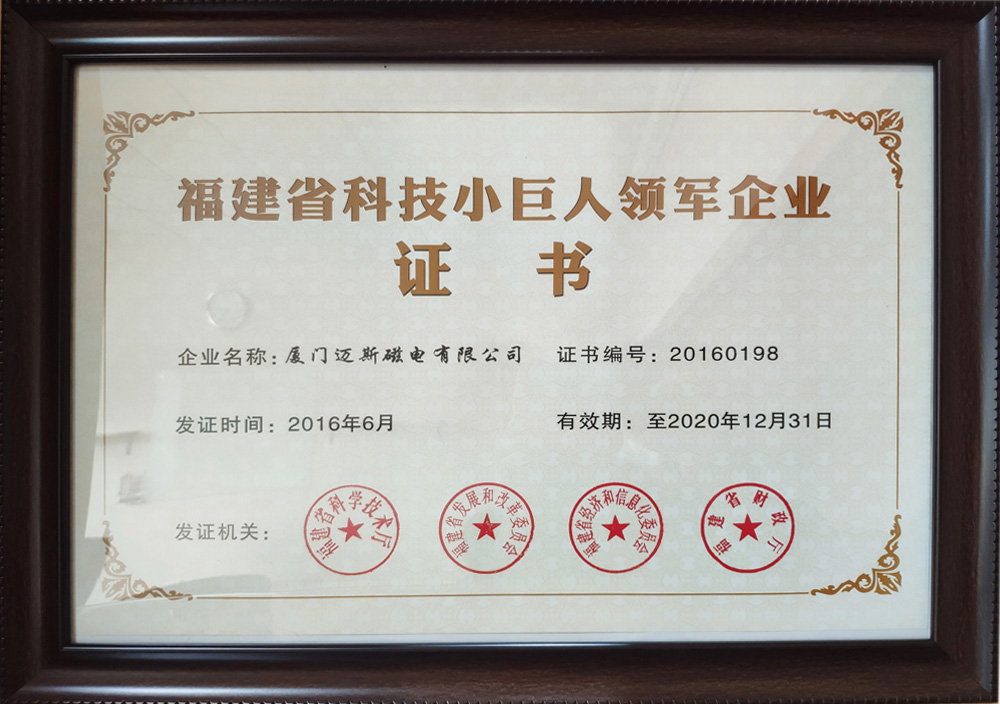 福建省科技小巨人领军企业
证 书
企业名称：厦门迈斯磁电有限公司 证书编号：20160198
发证时间：2016年6月 有效期：至2020年12月31日
发证机关：
福建省科学技术厅
福建省发展和改革委员会
福建省经济和信息化委员会
福建省财政厅